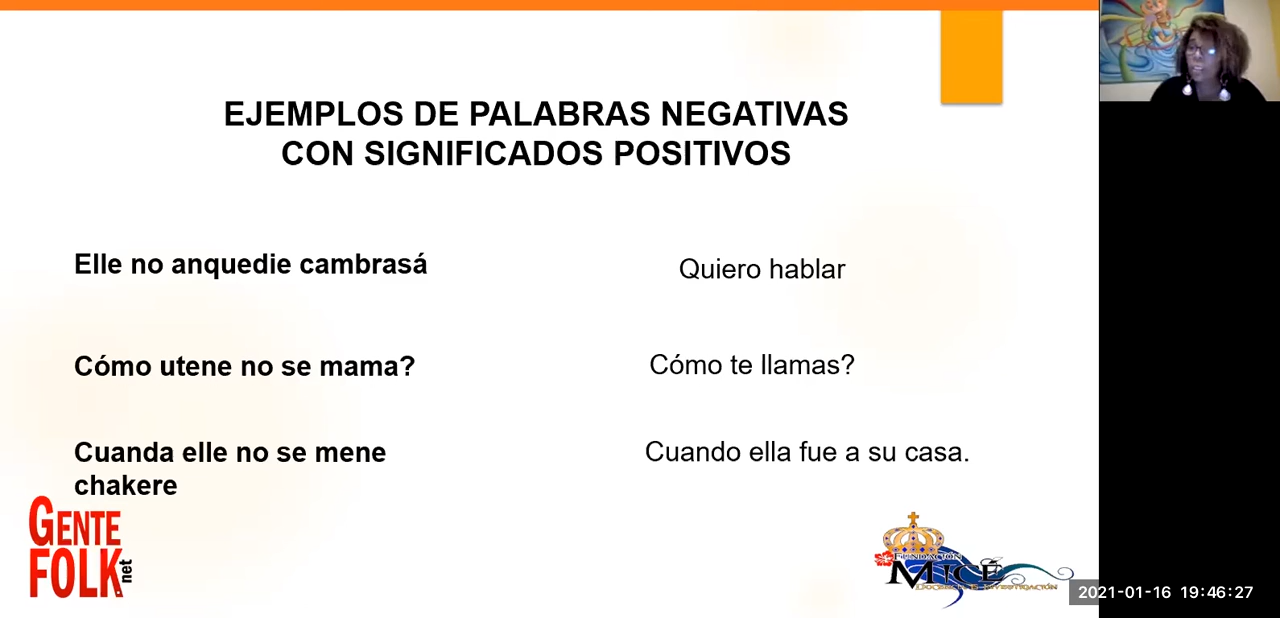 EJEMPLOS DE PALABRAS NEGATIVAS
CON SIGNIFICADOS POSITIVOS
Elle no anquedie cambrasá
Quiero hablar
Cómo utene no se mama?
Cómo te llamas?
Cuanda elle no se mene
chakere
Cuando ella fue a su casa.
GENTE
FOLK.net
FUNDACIÓN
MICÉ
DOCENCIA E INVESTIGACIÓN
2021-01-16 19:46:27